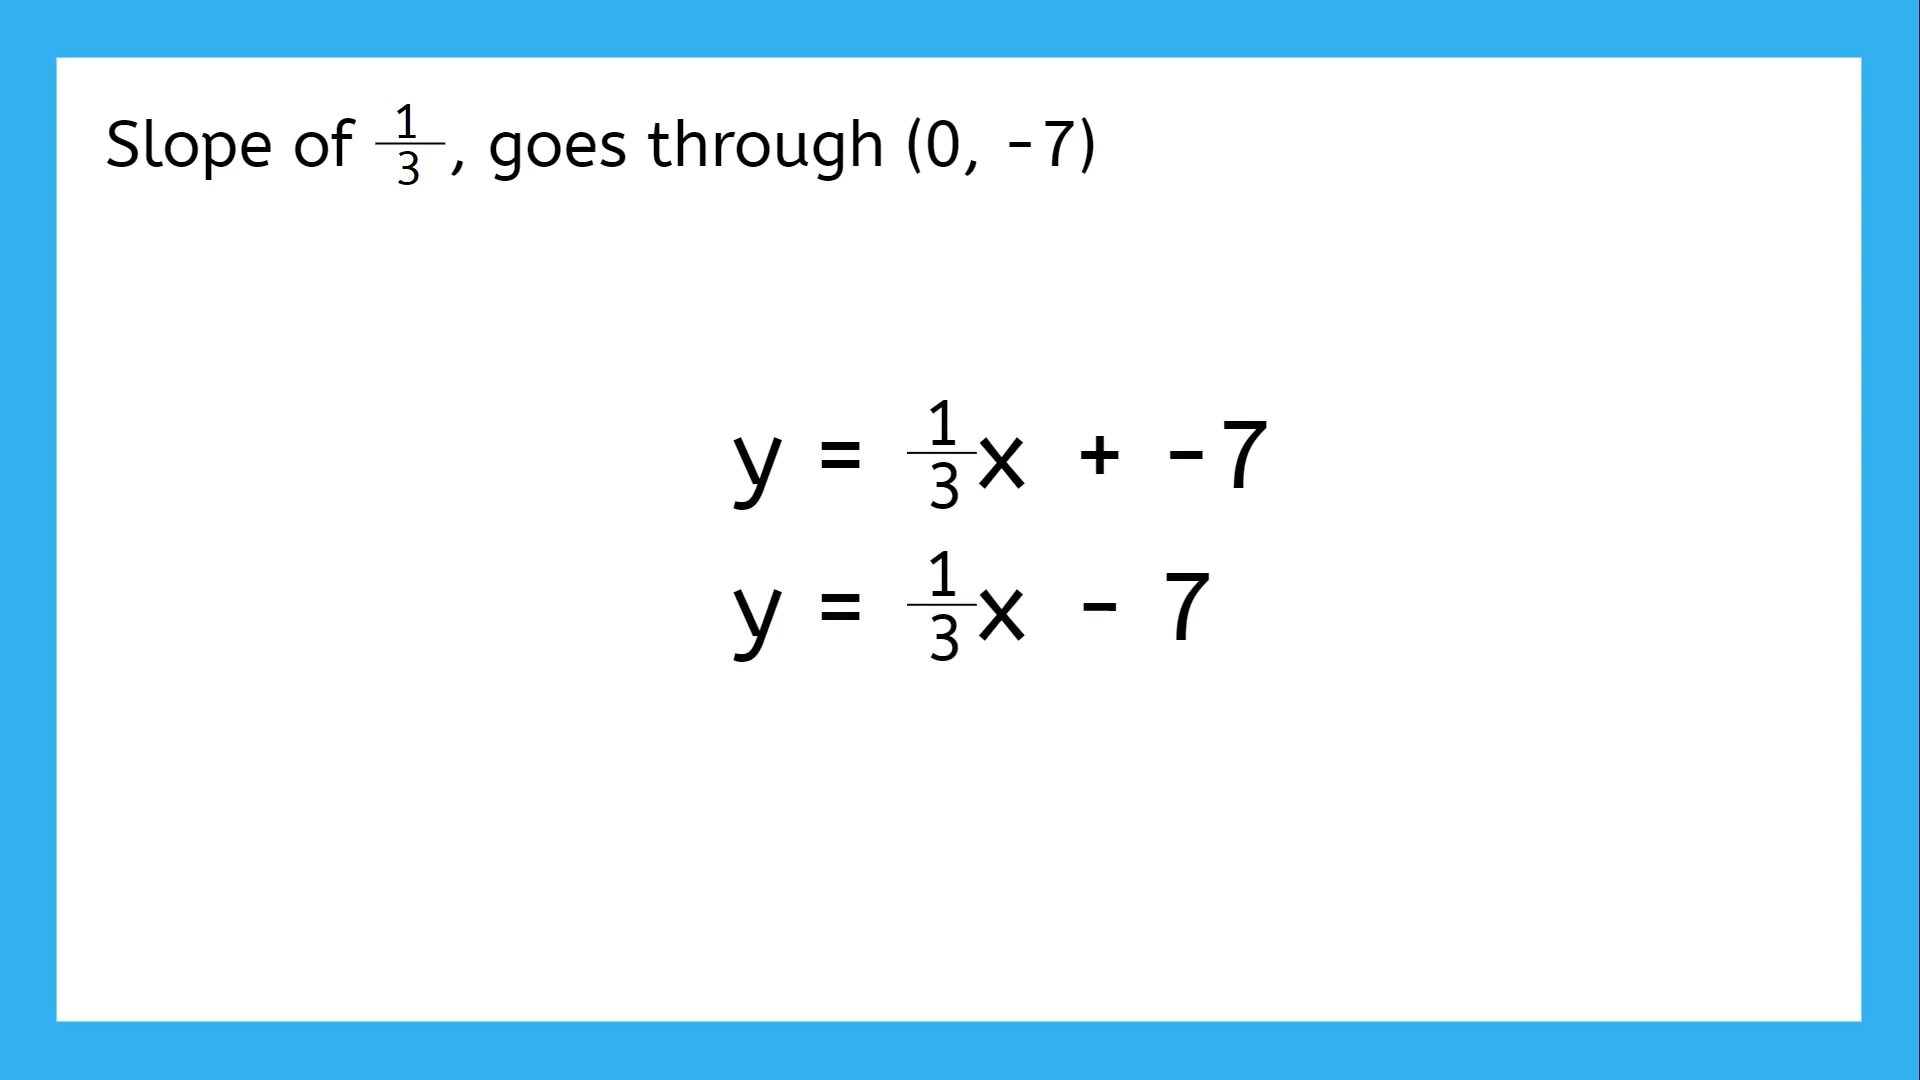 Slope of 1/3, goes through (0, -7)
y = 1/3x + -7
y = 1/3x - 7